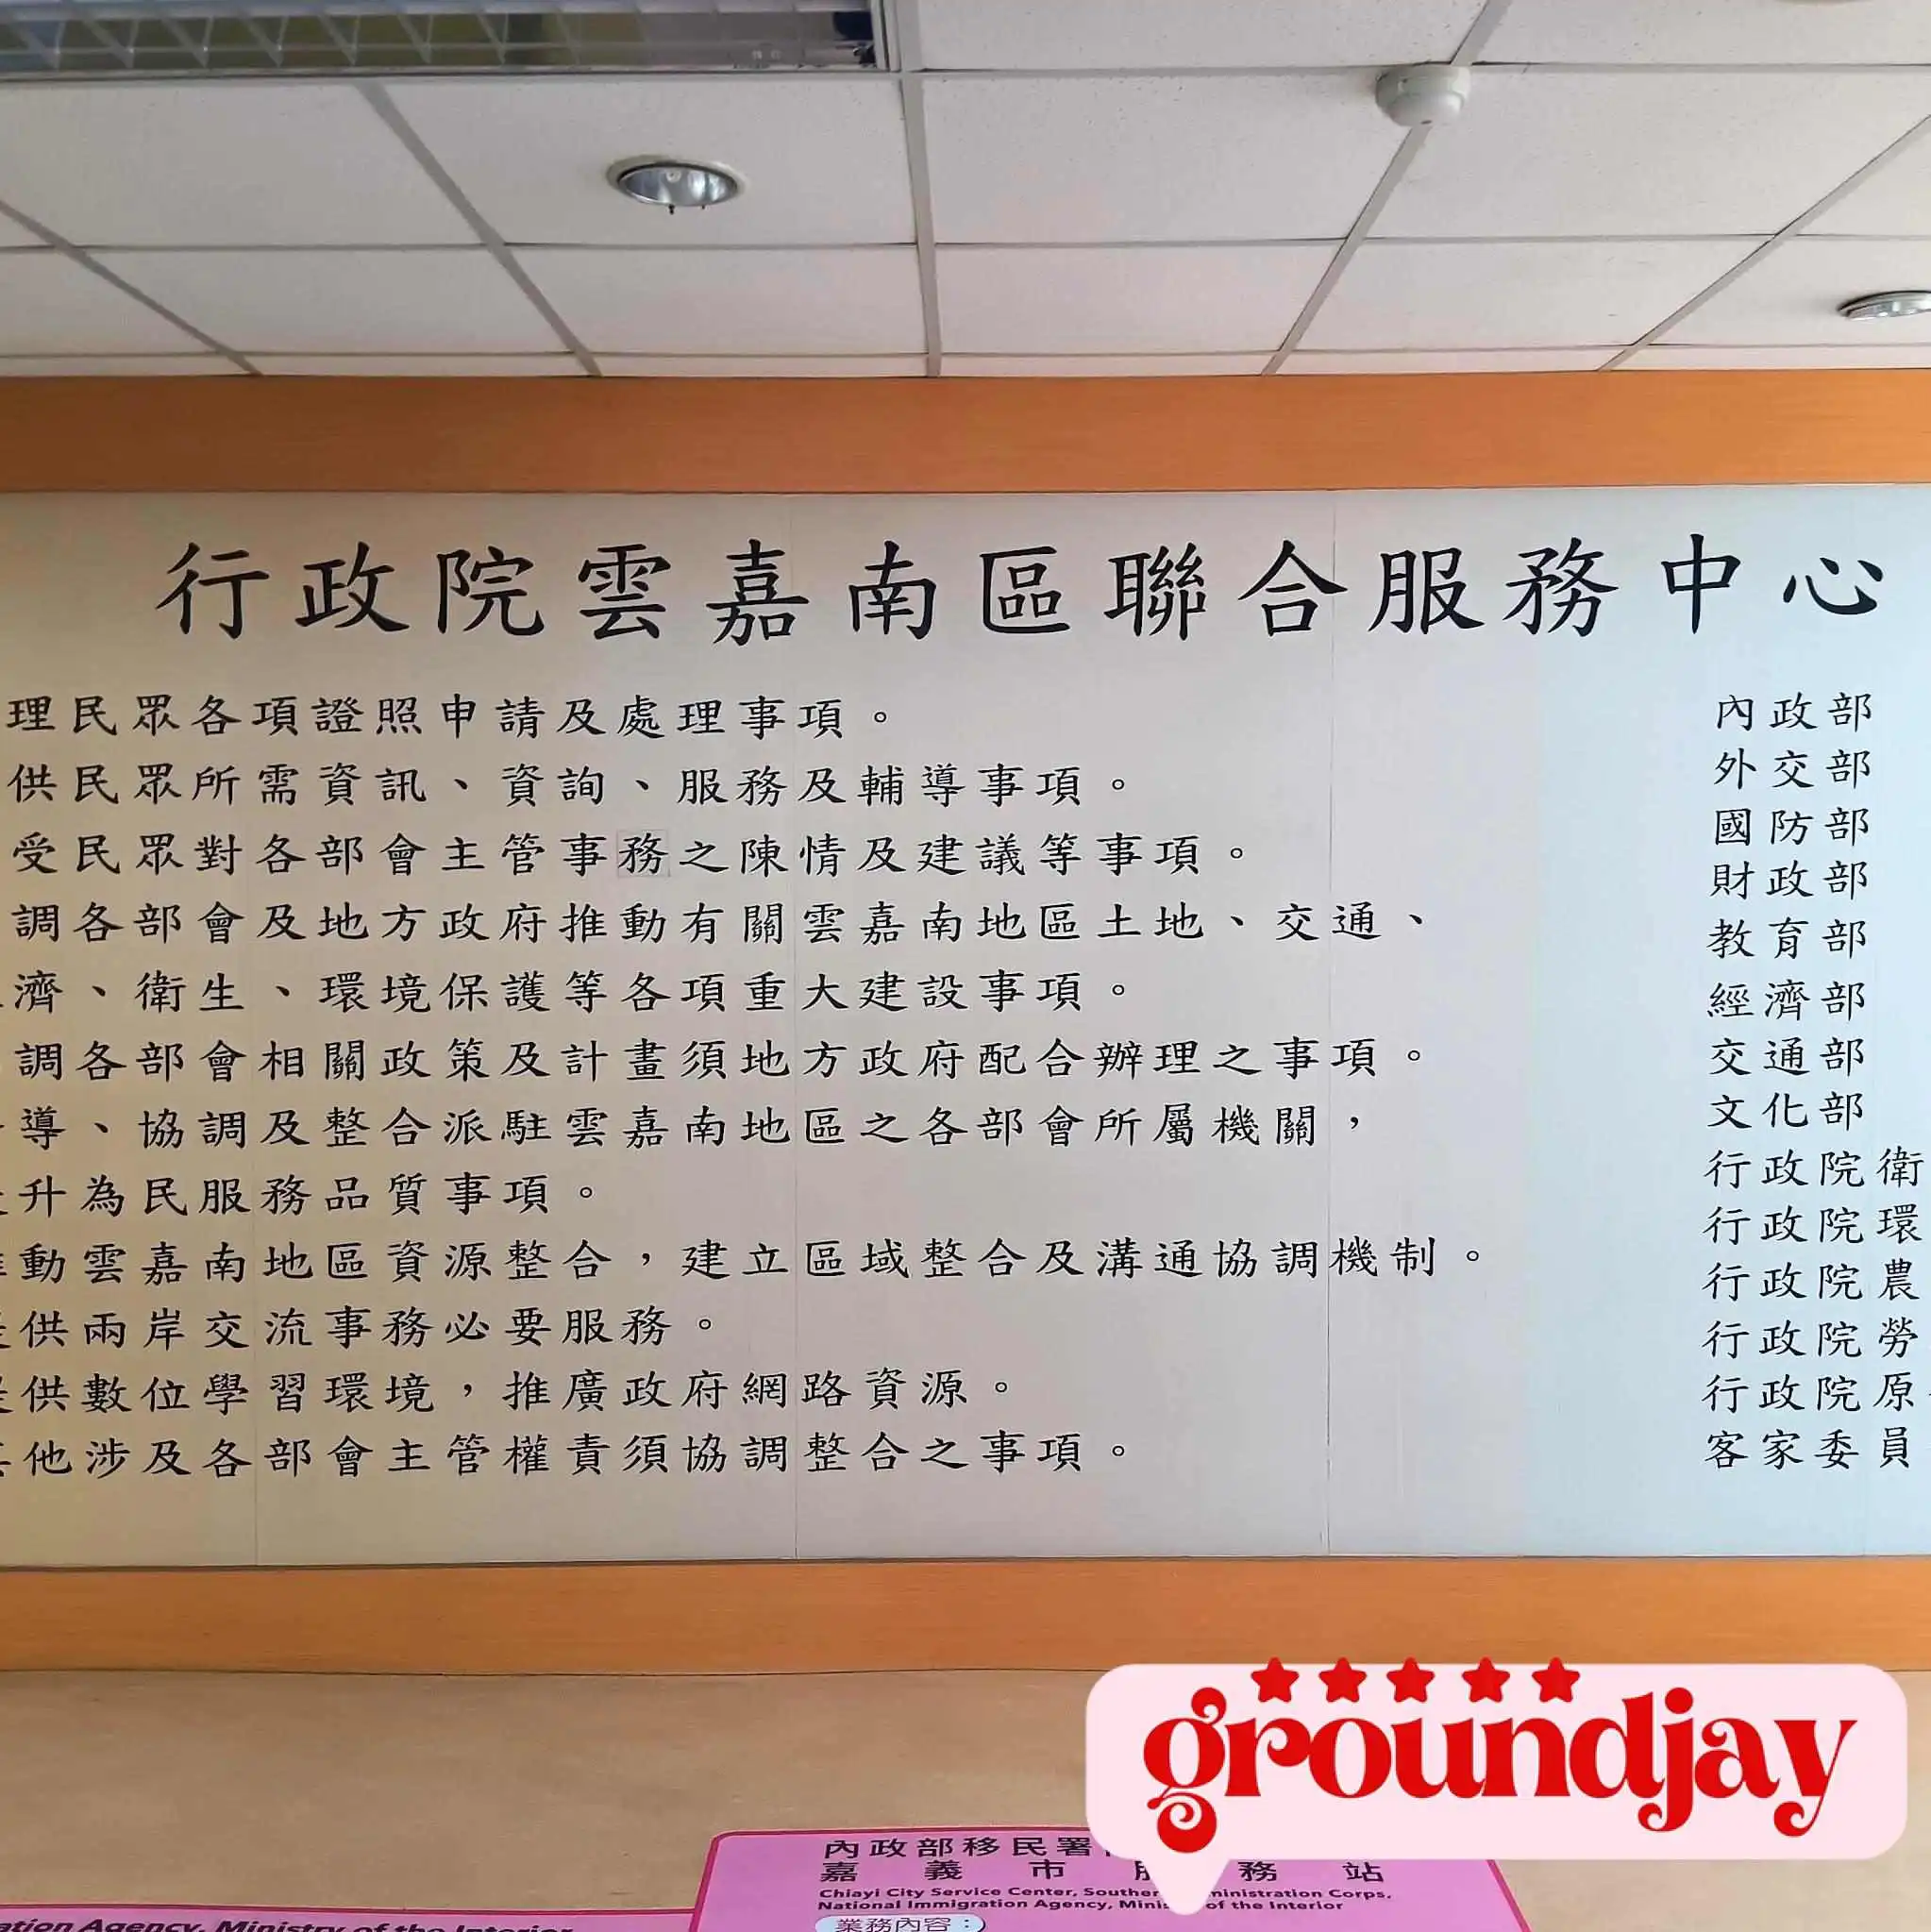 行政院雲嘉南區聯合服務中心
理民眾各項證照申請及處理事項。
供民眾所需資訊、資詢、服務及輔導事項。
受民眾對各部會主管事務之陳情及建議等事項。
調各部會及地方政府推動有關雲嘉南地區土地、交通、
濟、衛生、環境保護等各項重大建設事項。
調各部會相關政策及計畫須地方政府配合辦理之事項。
導、協調及整合派駐雲嘉南地區之各部會所屬機關，
升為民服務品質事項。
動雲嘉南地區資源整合，建立區域整合及溝通協調機制。
供兩岸交流事務必要服務。
供數位學習環境，推廣政府網路資源。
他涉及各部會主管權責須協調整合之事項。
內政部
外交部
國防部
財政部
教育部
經濟部
交通部
文化部
行政院衛
行政院環
行政院農
行政院勞
行政院原
客家委員
groundjay
內政部移民署
嘉義市服務站
Chiayi City Service Center, Southern Administration Corps,
National Immigration Agency, Ministry of the Interior
業務內容：
Agency, Ministry of the Interior